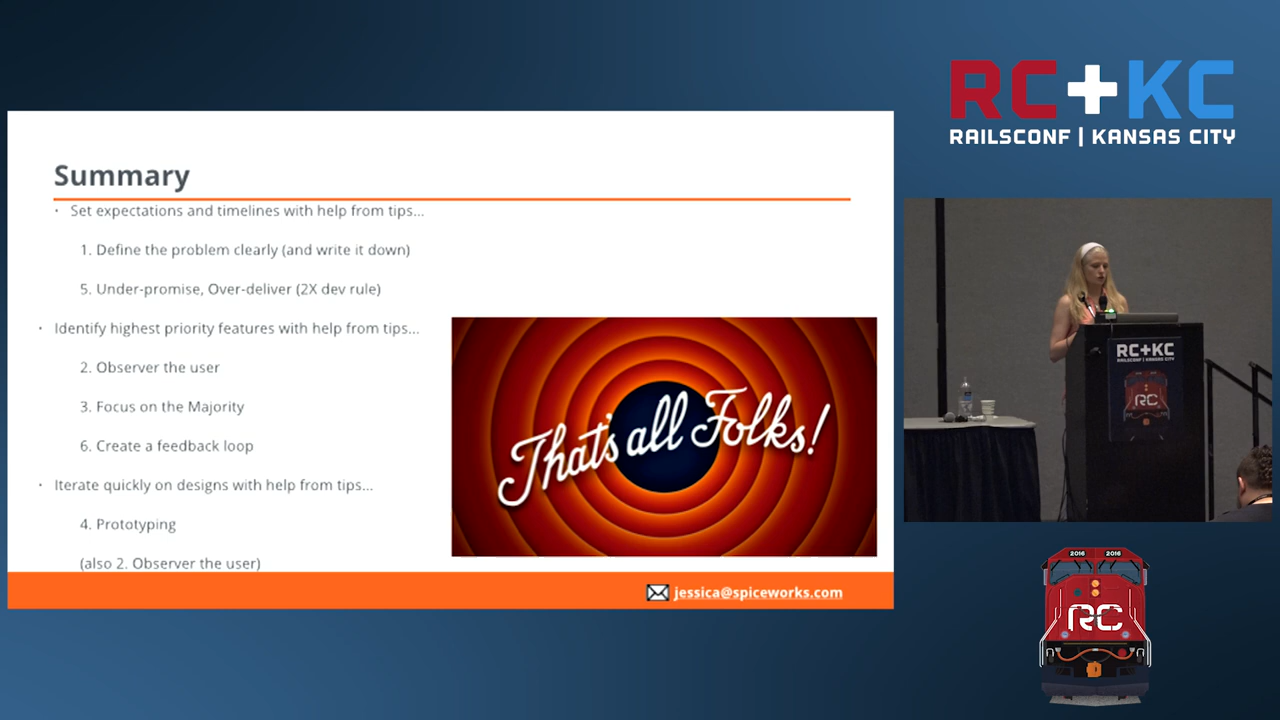 RC+KC
RAILSCONF | KANSAS CITY
Summary
· Set expectations and timelines with help from tips...
1. Define the problem clearly (and write it down)
5. Under-promise, Over-deliver (2X dev rule)
· Identify highest priority features with help from tips...
2. Observer the user
3. Focus on the Majority
6. Create a feedback loop
· Iterate quickly on designs with help from tips...
4. Prototyping
(also 2. Observer the user)
That's all Folks!
jessica@spiceworks.com
RC+KC
RAILSCONF | KANSAS CITY
RC
2016 2016
RC